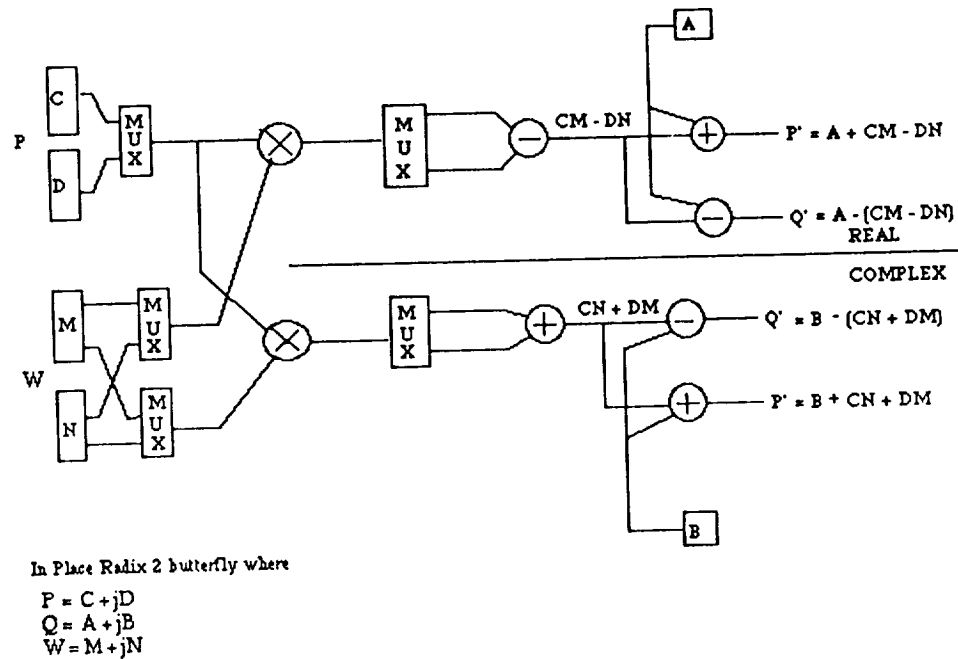 A
C
P
D
MUX
MUX
CM - DN
P' = A + CM - DN
Q' = A - (CM - DN)
REAL
COMPLEX
M
W
N
MUX
MUX
MUX
CN + DM
Q' = B - (CN + DM)
P' = B + CN + DM
B
In Place Radix 2 butterfly where
P = C + jD
Q = A + jB
W = M + jN